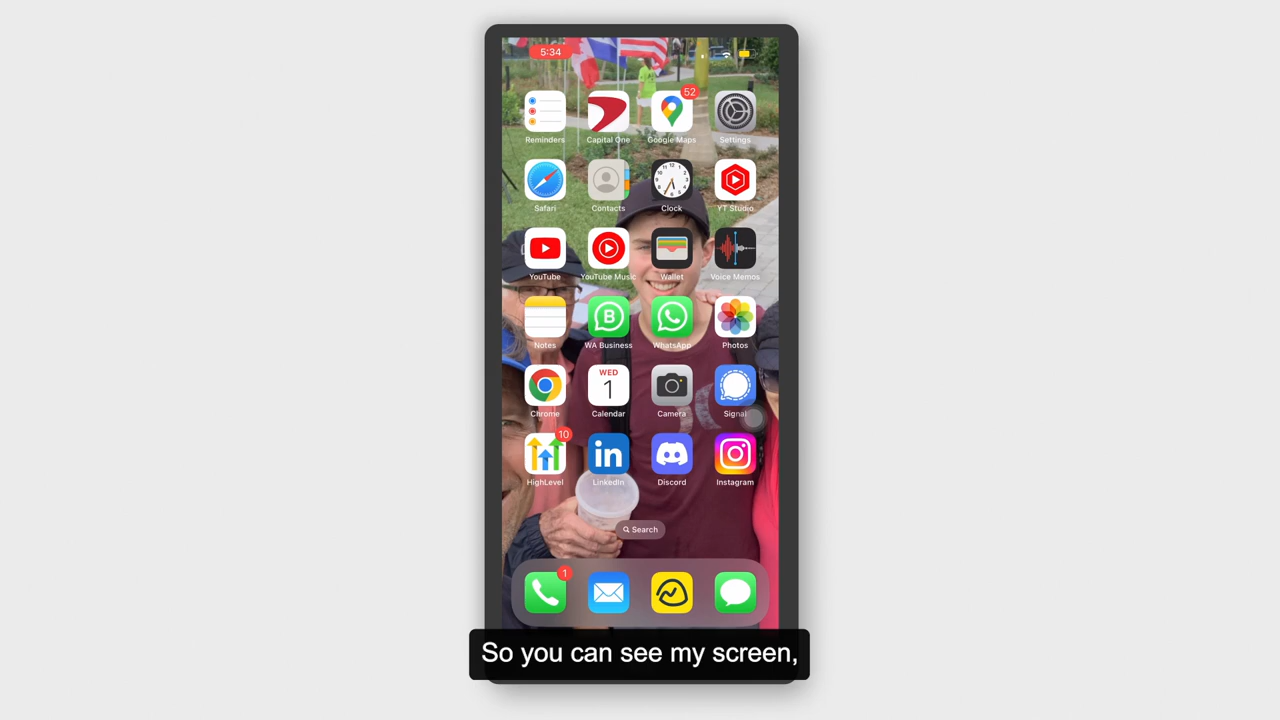 5:34
52
Reminders Capital One Google Maps Settings
Safari Contacts Clock YT Studio
YouTube YouTube Music Wallet Voice Memos
B
Notes WA Business WhatsApp Photos
WED
1
Chrome Calendar Camera Signal
10
in
HighLevel LinkedIn Discord Instagram
Search
1
So you can see my screen,